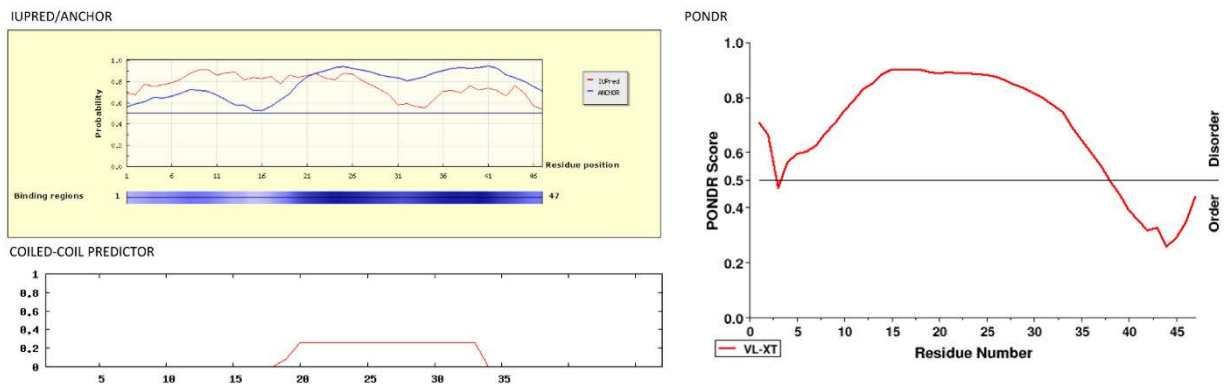 IUPRED/ANCHOR
1.0
0.8
0.6
0.4
0.2
0.0
Probability
1 6 11 16 21 26 31 36 41 46
Residue position
IUPred
ANCHOR
Binding regions 1 47
COILED-COIL PREDICTOR
1
0.8
0.6
0.4
0.2
0
5 10 15 20 25 30 35
PONDR
1.0
0.8
0.6
0.5
0.4
0.2
0.0
PONDR Score
Disorder
Order
0 5 10 15 20 25 30 35 40 45
VL-XT
Residue Number